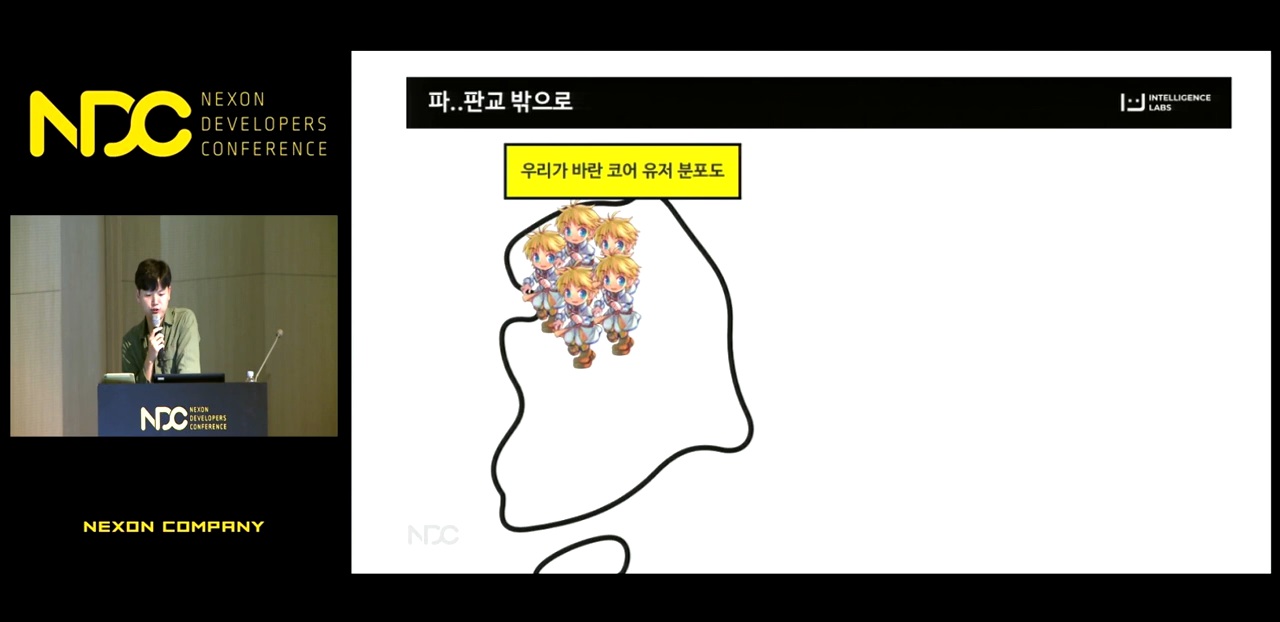 NDC
NEXON
DEVELOPERS
CONFERENCE
파..판교 밖으로
INTELLIGENCE
LABS
우리가 바란 코어 유저 분포도
NDC
NEXON
DEVELOPERS
CONFERENCE
NEXON COMPANY
NDC